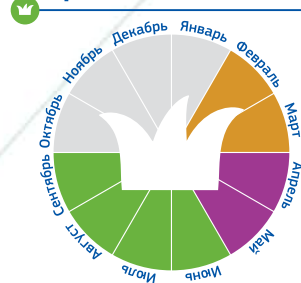 Январь
Февраль
Март
Апрель
Май
Июнь
Июль
Август
Сентябрь
Октябрь
Ноябрь
Декабрь